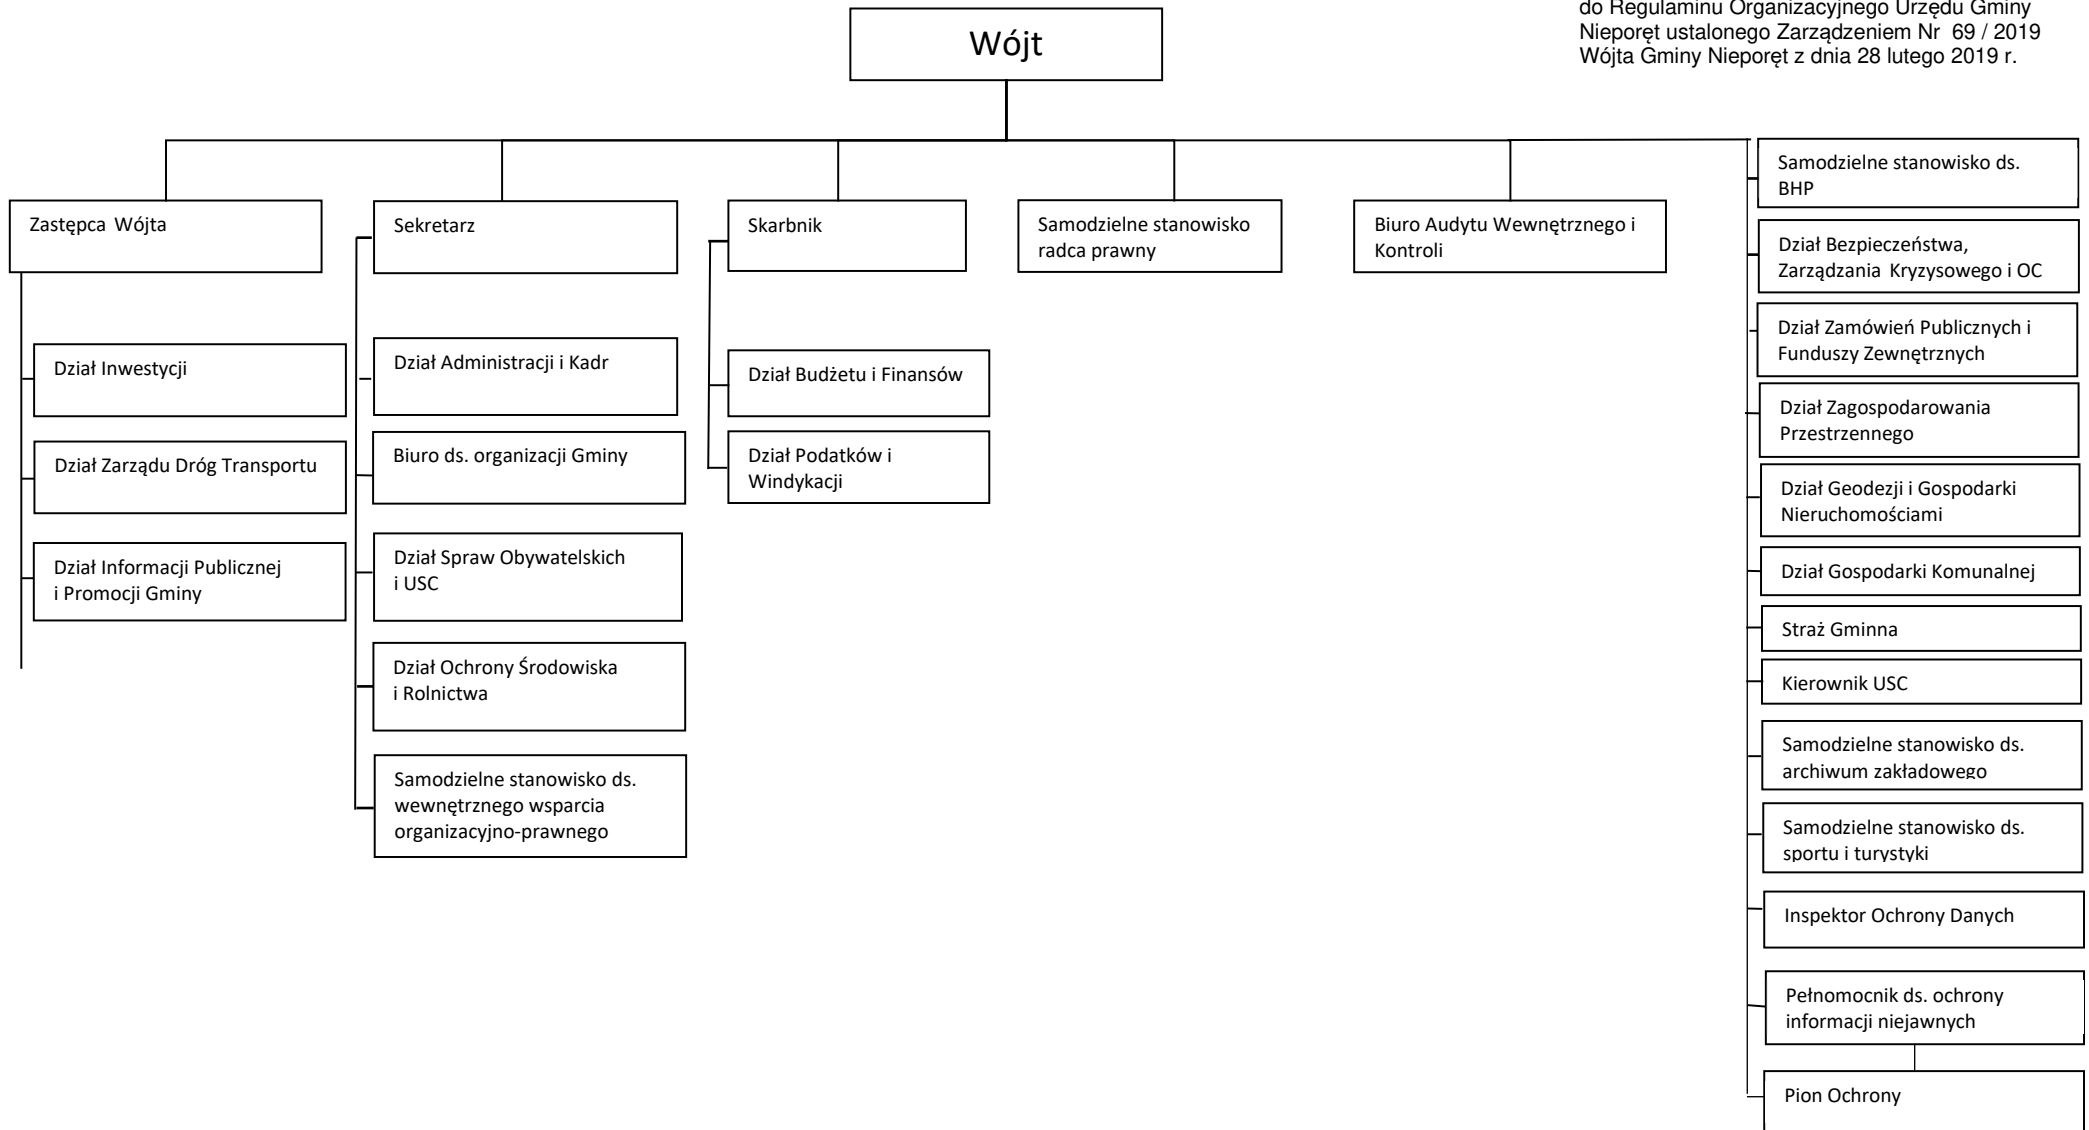 do Regulaminu Organizacyjnego Urzędu Gminy
Nieporęt ustalonego Zarządzeniem Nr 69 / 2019
Wójta Gminy Nieporęt z dnia 28 lutego 2019 r.
Wójt
Zastępca Wójta
Dział Inwestycji
Dział Zarządu Dróg Transportu
Dział Informacji Publicznej
i Promocji Gminy
Sekretarz
Dział Administracji i Kadr
Biuro ds. organizacji Gminy
Dział Spraw Obywatelskich
i USC
Dział Ochrony Środowiska
i Rolnictwa
Samodzielne stanowisko ds.
wewnętrznego wsparcia
organizacyjno-prawnego
Skarbnik
Dział Budżetu i Finansów
Dział Podatków i
Windykacji
Samodzielne stanowisko
radca prawny
Biuro Audytu Wewnętrznego i
Kontroli
Samodzielne stanowisko ds.
BHP
Dział Bezpieczeństwa,
Zarządzania Kryzysowego i OC
Dział Zamówień Publicznych i
Funduszy Zewnętrznych
Dział Zagospodarowania
Przestrzennego
Dział Geodezji i Gospodarki
Nieruchomościami
Dział Gospodarki Komunalnej
Straż Gminna
Kierownik USC
Samodzielne stanowisko ds.
archiwum zakładowego
Samodzielne stanowisko ds.
sportu i turystyki
Inspektor Ochrony Danych
Pełnomocnik ds. ochrony
informacji niejawnych
Pion Ochrony